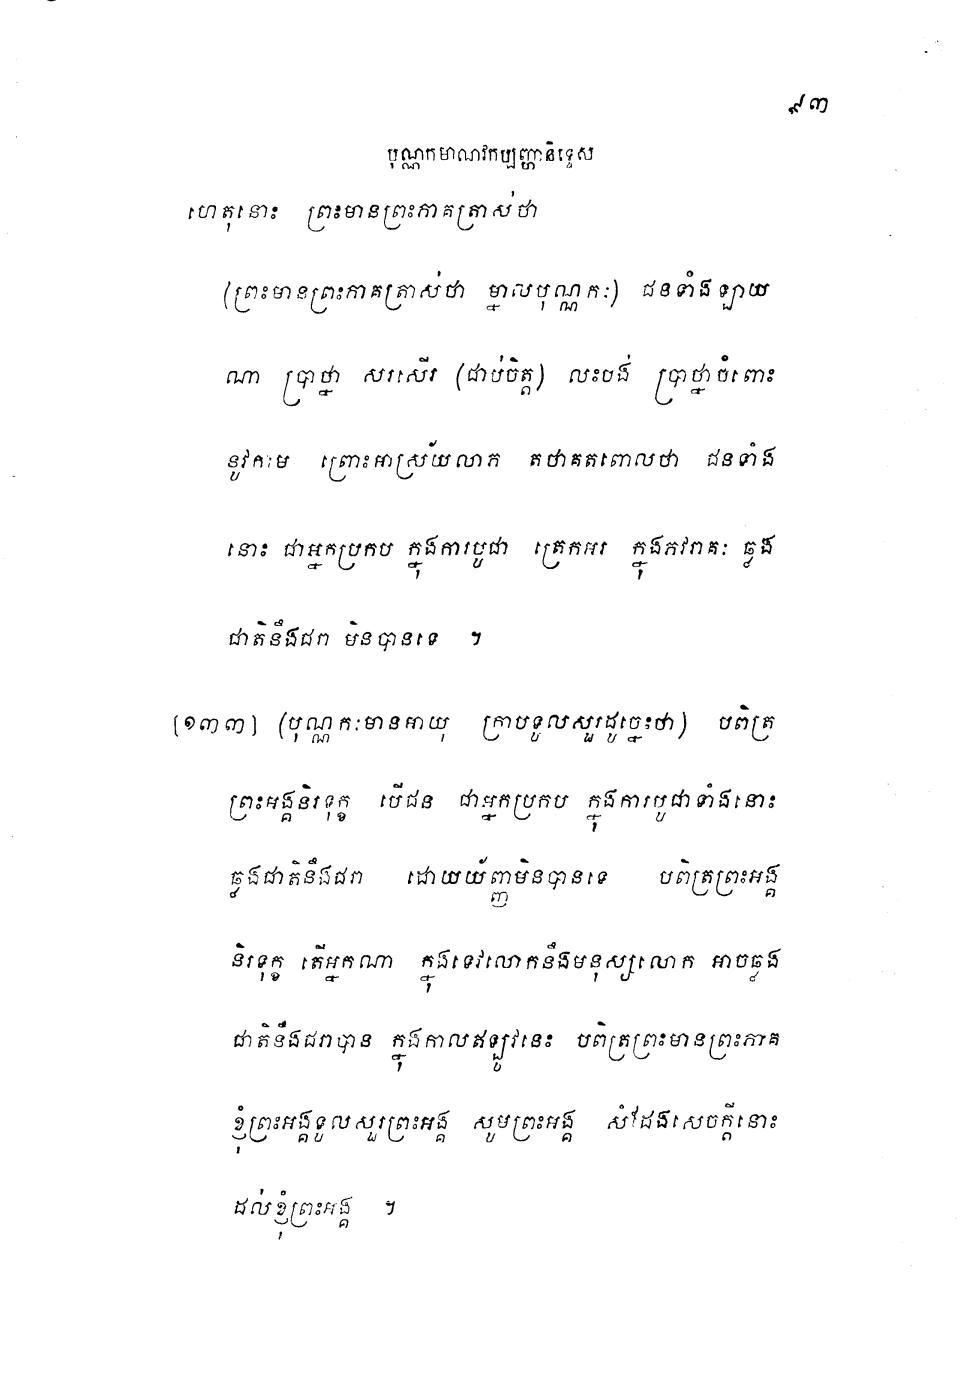 ៩៣
បុណ្ណកមាណវកប្បញ្ហានិទ្ទេស
ហេតុនោះ ព្រះមានព្រះភាគត្រាស់ថា
(ព្រះមានព្រះភាគត្រាស់ថា ម្នាលបុណ្ណកៈ) ជនទាំងឡាយ
ណា ប្រាថ្នា សរសើរ (ជាប់ចិត្ត) លះបង់ ប្រាថ្នាចំពោះ
នូវកាម ព្រោះអាស្រ័យលាភ តថាគតពោលថា ជនទាំង
នោះ ជាអ្នកប្រកប ក្នុងការបូជា ត្រេកអរ ក្នុងភវរាគៈ ឆ្លង
ជាតិនឹងជរា មិនបានទេ ។
[១៣៣] (បុណ្ណកៈមានអាយុ ក្រាបទូលសួរដូច្នេះថា) បពិត្រ
ព្រះអង្គនិរទុក្ខ បើជន ជាអ្នកប្រកប ក្នុងការបូជាទាំងនោះ
ឆ្លងជាតិនឹងជរា ដោយយ័ញ្ញមិនបានទេ បពិត្រព្រះអង្គ
និរទុក្ខ តើអ្នកណា ក្នុងទេវលោកនឹងមនុស្សលោក អាចឆ្លង
ជាតិនឹងជរាបាន ក្នុងកាលឥឡូវនេះ បពិត្រព្រះមានព្រះភាគ
ខ្ញុំព្រះអង្គទូលសួរព្រះអង្គ សូមព្រះអង្គ សំដែងសេចក្តីនោះ
ដល់ខ្ញុំព្រះអង្គ ។